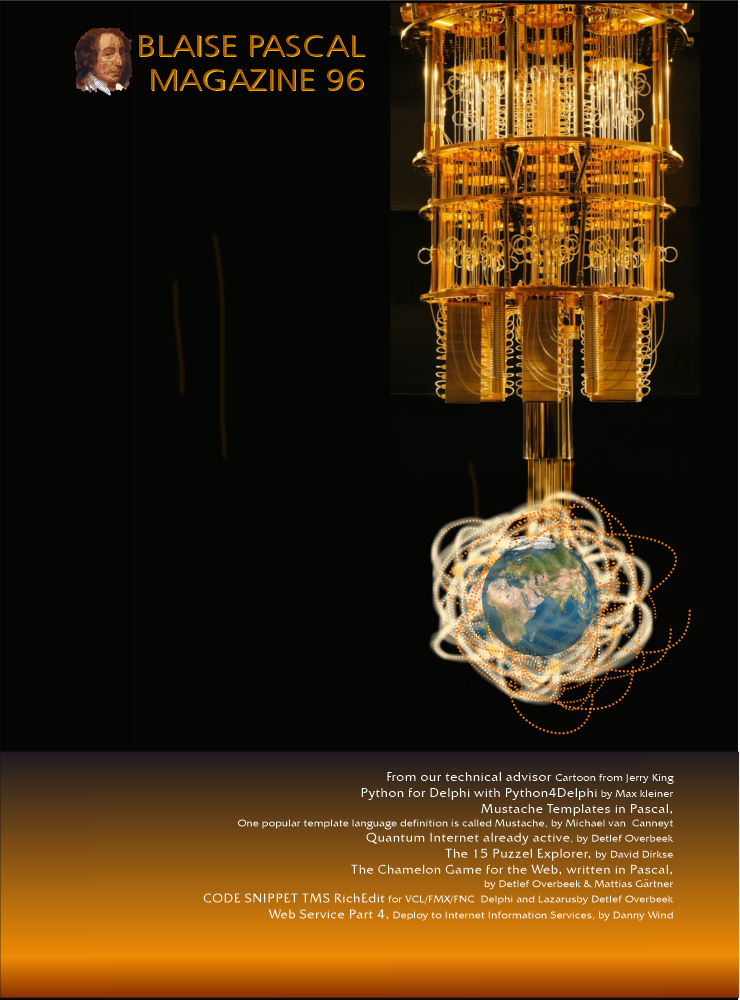 BLAISE PASCAL
MAGAZINE 96
From our technical advisor Cartoon from Jerry King
Python for Delphi with Python4Delphi by Max kleiner
Mustache Templates in Pascal,
One popular template language definition is called Mustache, by Michael van Canneyt
Quantum Internet already active, by Detlef Overbeek
The 15 Puzzel Explorer, by David Dirkse
The Chamelon Game for the Web, written in Pascal,
by Detlef Overbeek & Mattias Gärtner
CODE SNIPPET TMS RichEdit for VCL/FMX/FNC Delphi and Lazarusby Detlef Overbeek
Web Service Part 4, Deploy to Internet Information Services, by Danny Wind